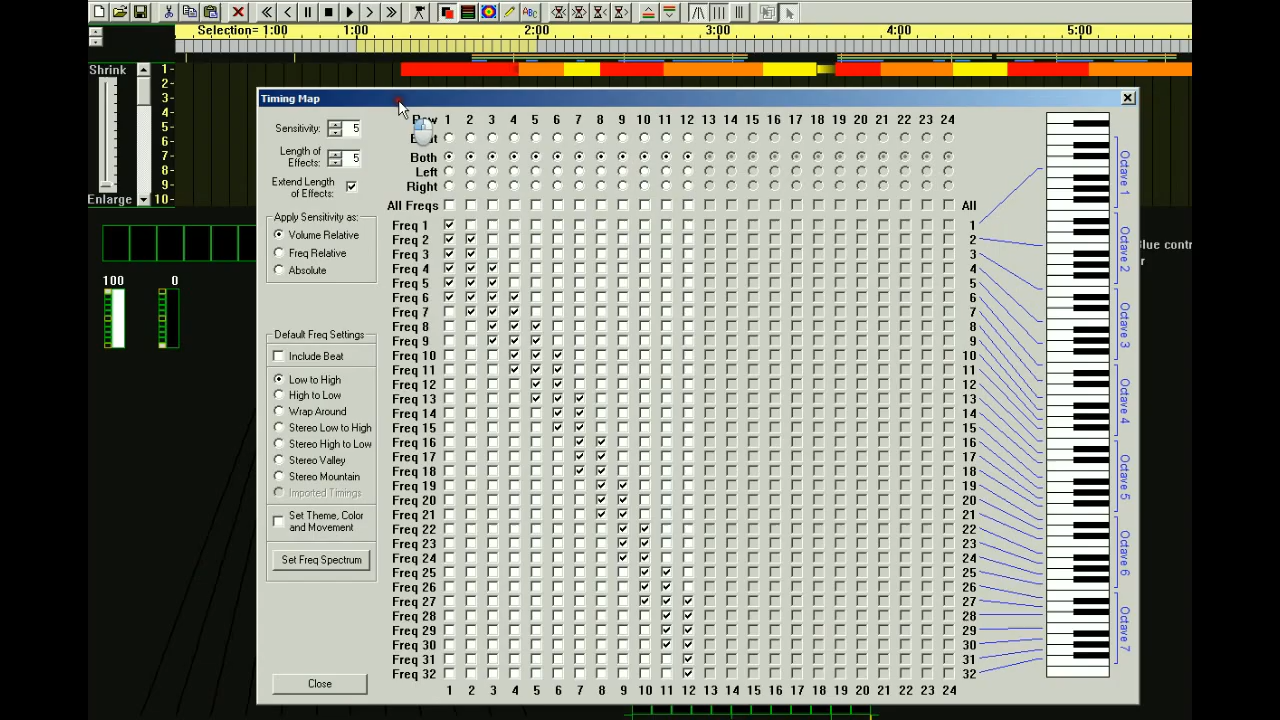 ABC
Selection= 1:00 1:00 2:00 3:00 4:00 5:00
Shrink
Enlarge
1-
2-
3-
4-
5-
6-
7-
8-
9-
10-
100 0
Blue contr
or
Timing Map
Sensitivity: 5
Length of
Effects: 5
Extend Length
of Effects:
Apply Sensitivity as:
Volume Relative
Freq Relative
Absolute
Default Freq Settings
Include Beat
Low to High
High to Low
Wrap Around
Stereo Low to High
Stereo High to Low
Stereo Valley
Stereo Mountain
Imported Timings
Set Theme, Color
and Movement
Set Freq Spectrum
Close
1 2 3 4 5 6 7 8 9 10 11 12 13 14 15 16 17 18 19 20 21 22 23 24
Both
Left
Right
All Freqs All
Freq 1 1
Freq 2 2
Freq 3 3
Freq 4 4
Freq 5 5
Freq 6 6
Freq 7 7
Freq 8 8
Freq 9 9
Freq 10 10
Freq 11 11
Freq 12 12
Freq 13 13
Freq 14 14
Freq 15 15
Freq 16 16
Freq 17 17
Freq 18 18
Freq 19 19
Freq 20 20
Freq 21 21
Freq 22 22
Freq 23 23
Freq 24 24
Freq 25 25
Freq 26 26
Freq 27 27
Freq 28 28
Freq 29 29
Freq 30 30
Freq 31 31
Freq 32 32
1 2 3 4 5 6 7 8 9 10 11 12 13 14 15 16 17 18 19 20 21 22 23 24
Octave 1
Octave 2
Octave 3
Octave 4
Octave 5
Octave 6
Octave 7